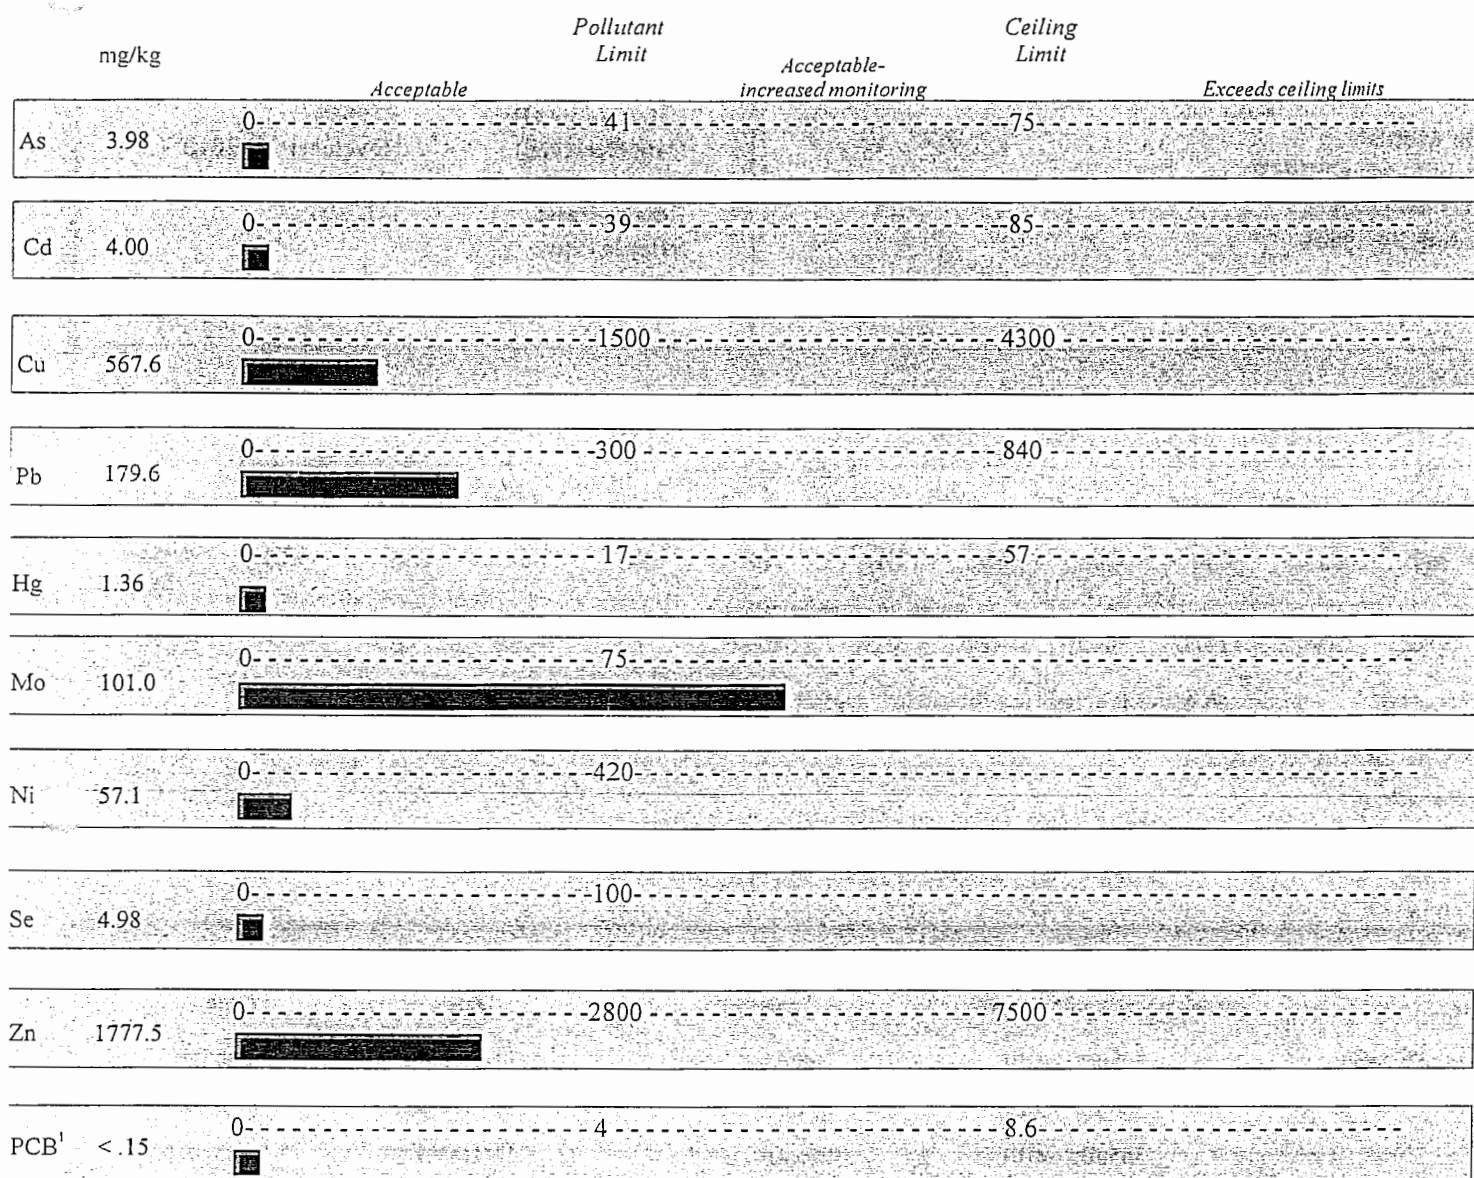 Pollutant Ceiling
mg/kg Limit Limit
Acceptable-
Acceptable increased monitoring Exceeds ceiling limits
0 41 75
As 3.98
0 39 85
Cd 4.00
0 1500 4300
Cu 567.6
0 300 840
Pb 179.6
0 17 57
Hg 1.36
0 75
Mo 101.0
0 420
Ni 57.1
0 100
Se 4.98
0 2800 7500
Zn 1777.5
0 4 8.6
PCB¹ < .15